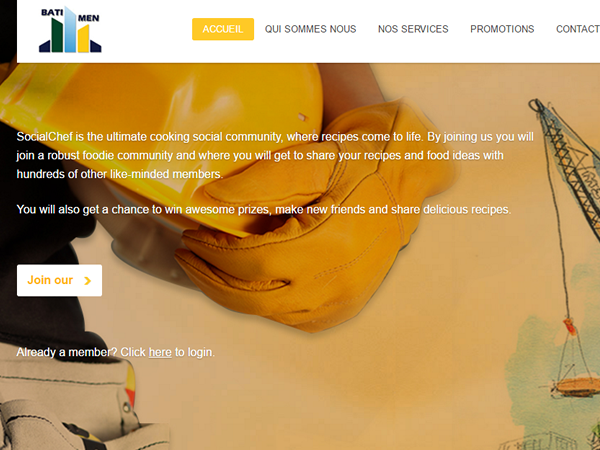 BATI MEN
ACCUEIL QUI SOMMES NOUS NOS SERVICES PROMOTIONS CONTACT
SocialChef is the ultimate cooking social community, where recipes come to life. By joining us you will
join a robust foodie community and where you will get to share your recipes and food ideas with
hundreds of other like-minded members.
You will also get a chance to win awesome prizes, make new friends and share delicious recipes.
Join our
Already a member? Click here to login.